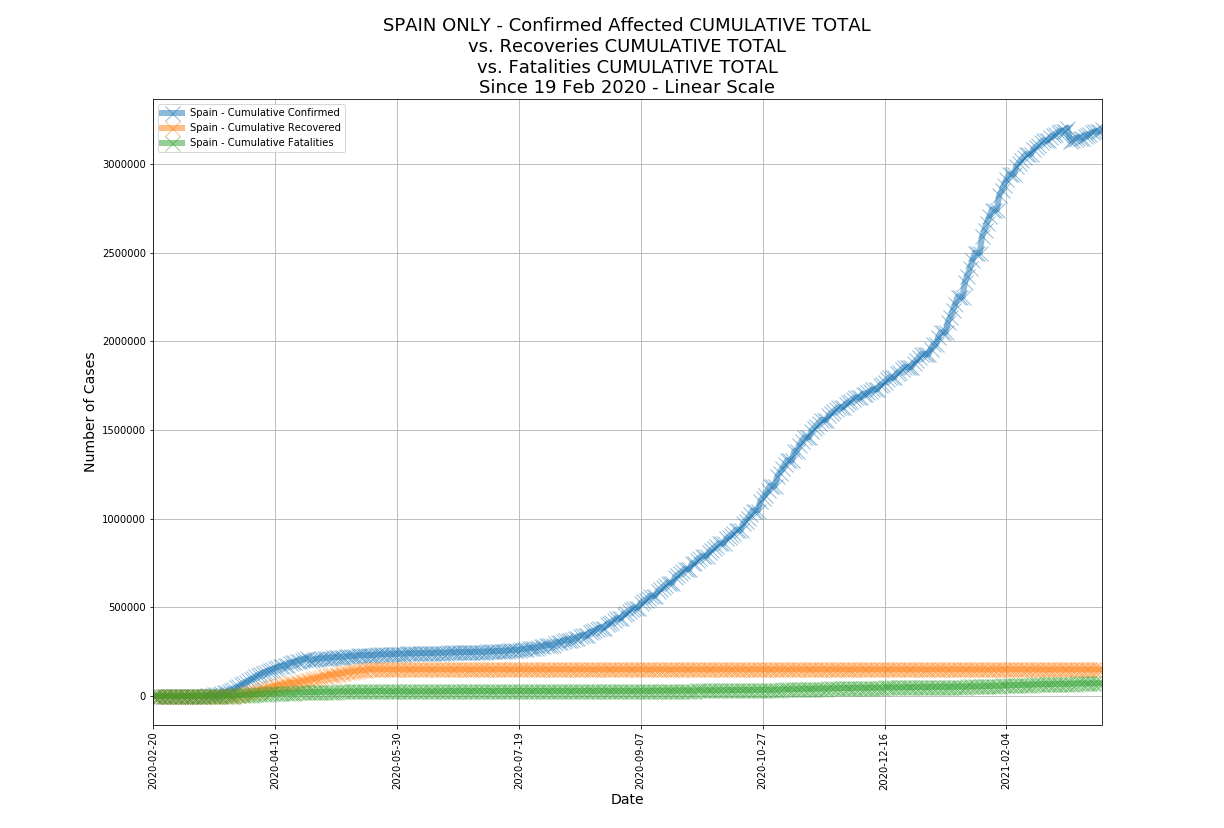 SPAIN ONLY - Confirmed Affected CUMULATIVE TOTAL
vs. Recoveries CUMULATIVE TOTAL
vs. Fatalities CUMULATIVE TOTAL
Since 19 Feb 2020 - Linear Scale
Spain - Cumulative Confirmed
Spain - Cumulative Recovered
Spain - Cumulative Fatalities
Number of Cases
3000000
2500000
2000000
1500000
1000000
500000
0
2020-02-20
2020-04-10
2020-05-30
2020-07-19
2020-09-07
2020-10-27
2020-12-16
2021-02-04
Date